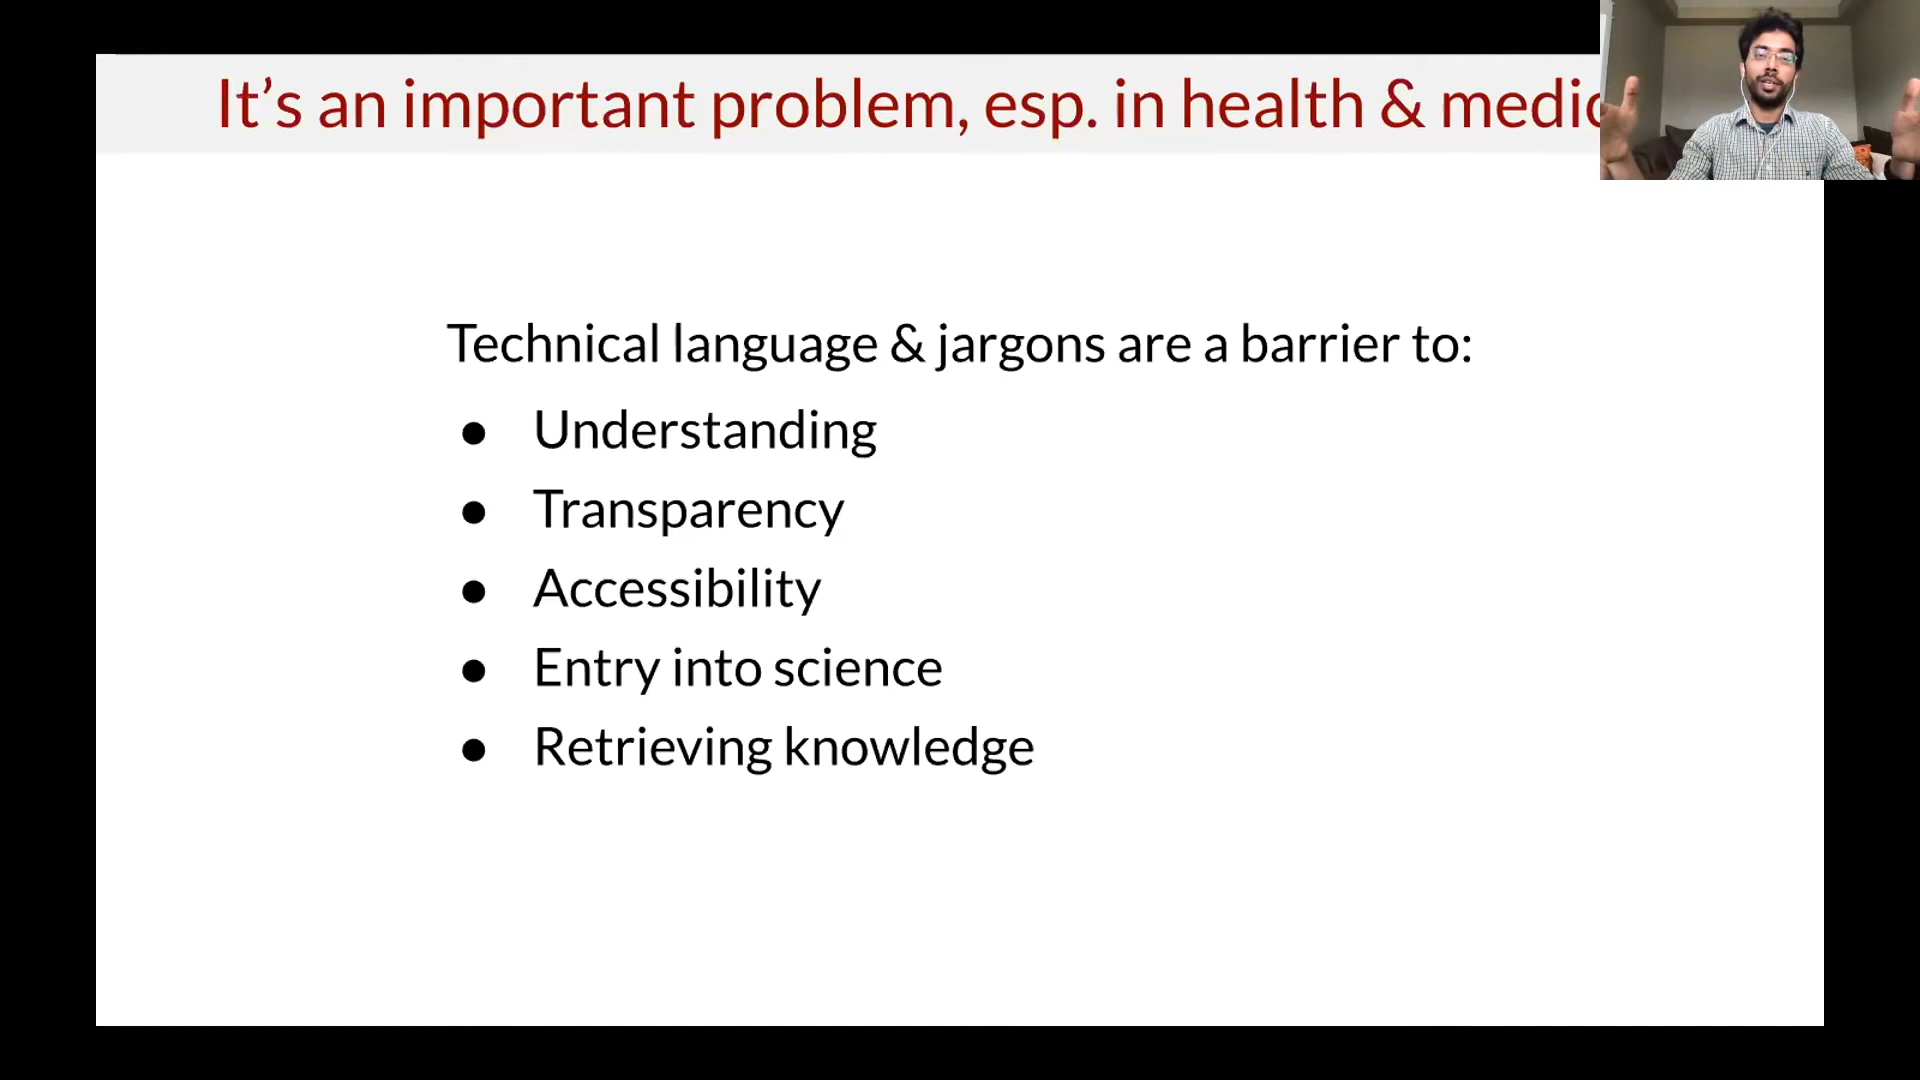 It's an important problem, esp. in health &
Technical language & jargons are a barrier to:
● Understanding
● Transparency
● Accessibility
● Entry into science
● Retrieving knowledge